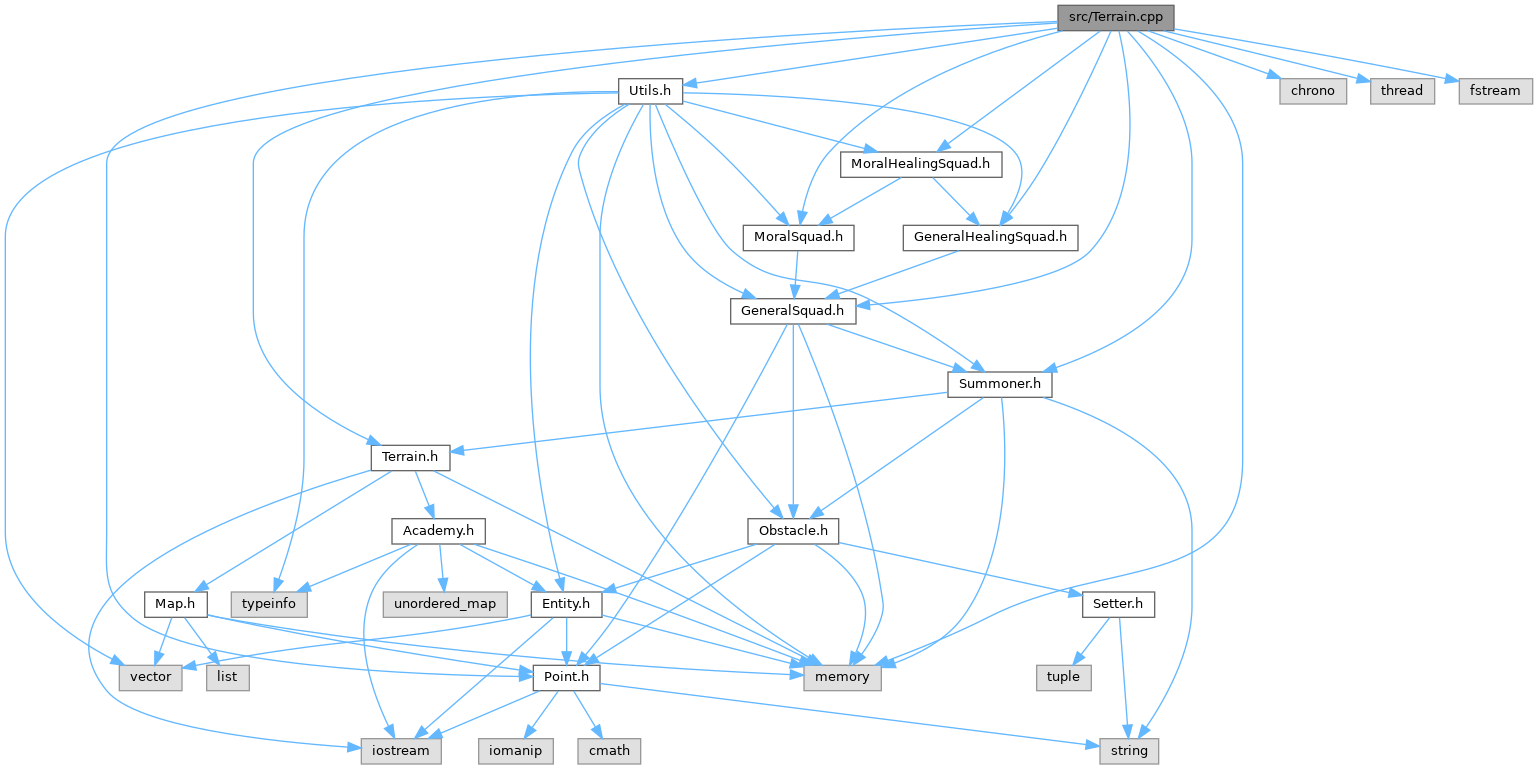 src/Terrain.cpp
Utils.h
chrono
thread
fstream
MoralHealingSquad.h
MoralSquad.h
GeneralHealingSquad.h
GeneralSquad.h
Summoner.h
Terrain.h
Academy.h
Obstacle.h
Map.h
typeinfo
unordered_map
Entity.h
Setter.h
vector
list
Point.h
memory
tuple
iostream
iomanip
cmath
string